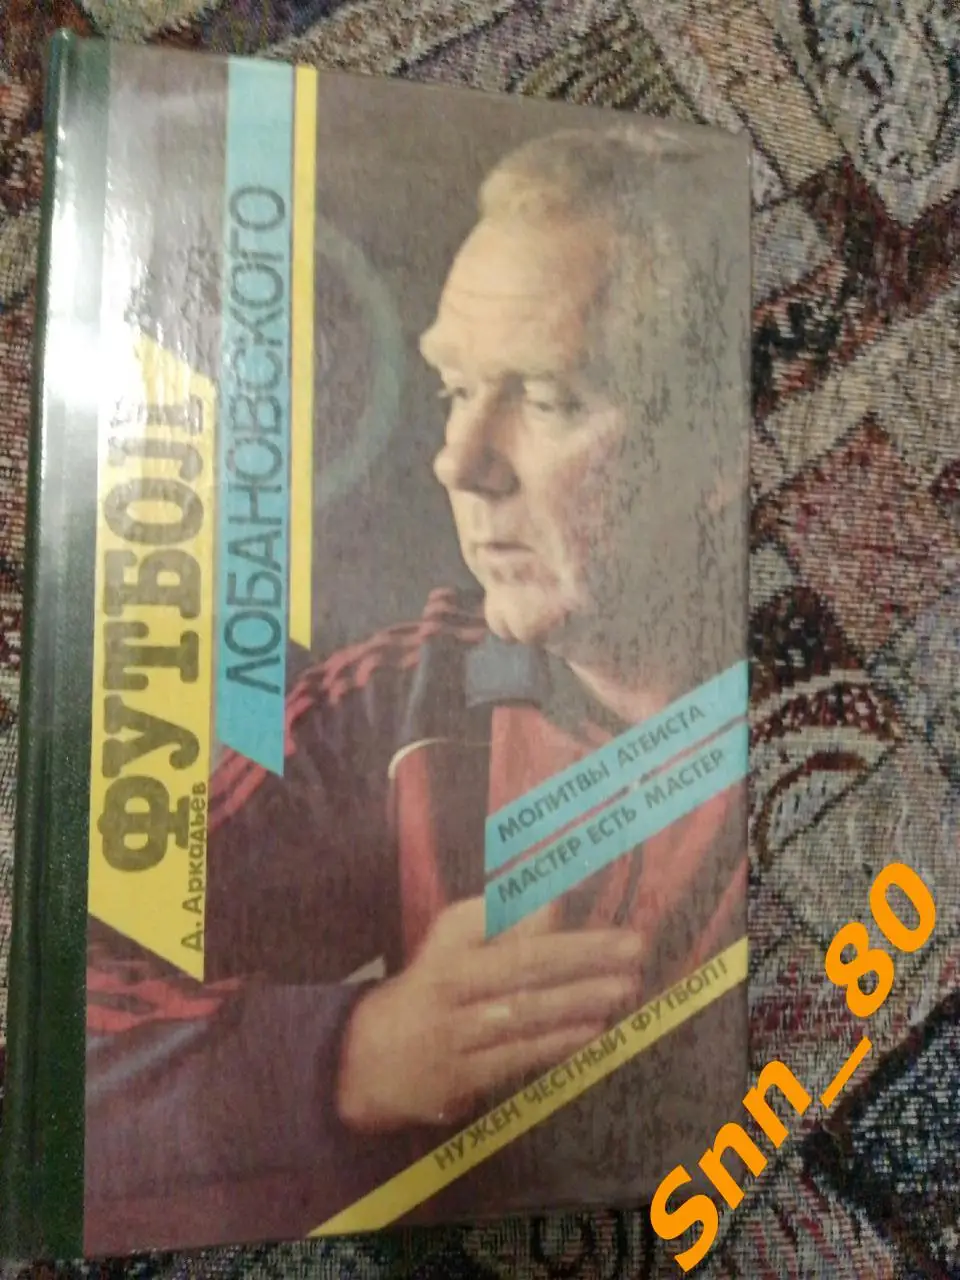 ФУТБОЛ
ЛОБАНОВСКОГО
Д. Аркадьев
МОЛИТВЫ АТЕИСТА
МАСТЕР ЕСТЬ МАСТЕР
НУЖЕН ЧЕСТНЫЙ ФУТБОЛ!
Snn_80